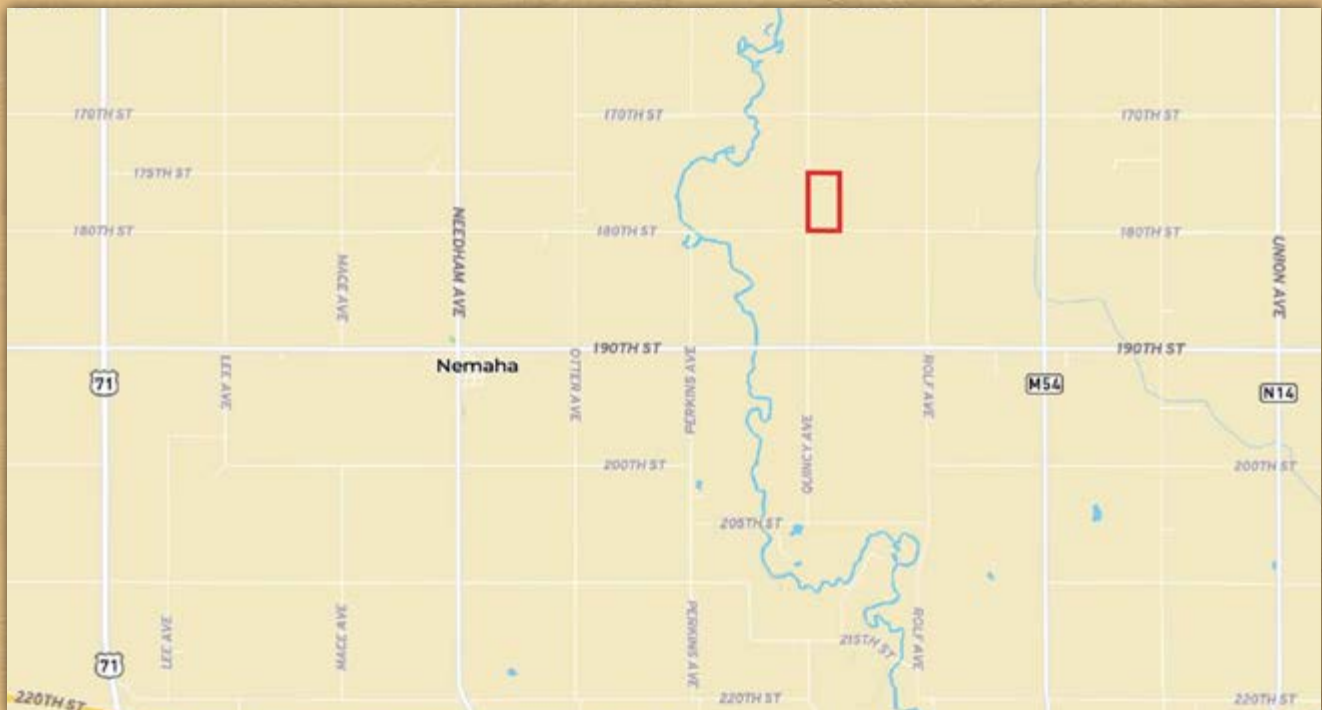 170TH ST
170TH ST
170TH ST
175TH ST
180TH ST
180TH ST
180TH ST
NEEDHAM AVE
MACE AVE
UNION AVE
190TH ST
190TH ST
Nemaha
71
LEE AVE
OTTER AVE
PERKINS AVE
ROLF AVE
M54
N14
QUINCY AVE
200TH ST
200TH ST
205TH ST
LEE AVE
MACE AVE
PERKINS AVE
ROLF AVE
215TH ST
71
220TH ST
220TH ST
220TH ST